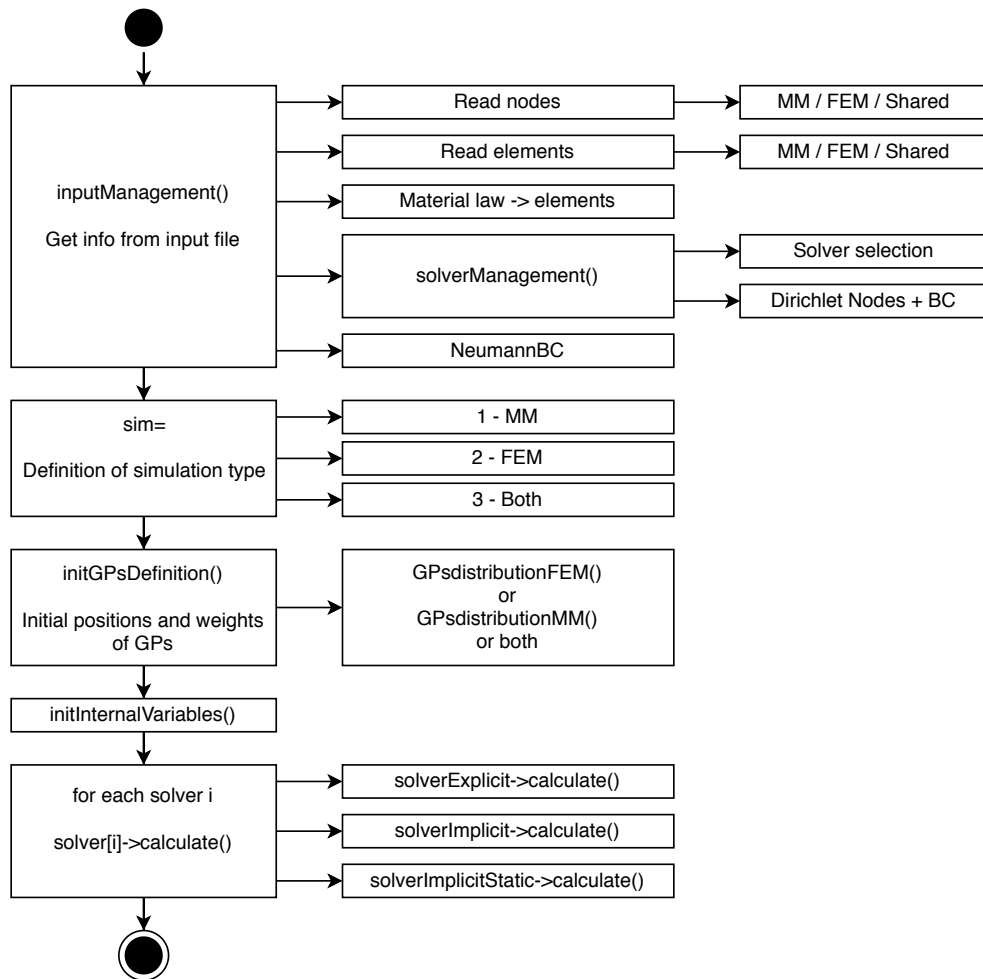 Read nodes
MM / FEM / Shared
Read elements
MM / FEM / Shared
inputManagement()
Get info from input file
Material law -> elements
solverManagement()
Solver selection
Dirichlet Nodes + BC
NeumannBC
sim=
Definition of simulation type
1 - MM
2 - FEM
3 - Both
initGPsDefinition()
Initial positions and weights
of GPs
GPsdistributionFEM()
or
GPsdistributionMM()
or both
initInternalVariables()
for each solver i
solver[i]->calculate()
solverExplicit->calculate()
solverImplicit->calculate()
solverImplicitStatic->calculate()